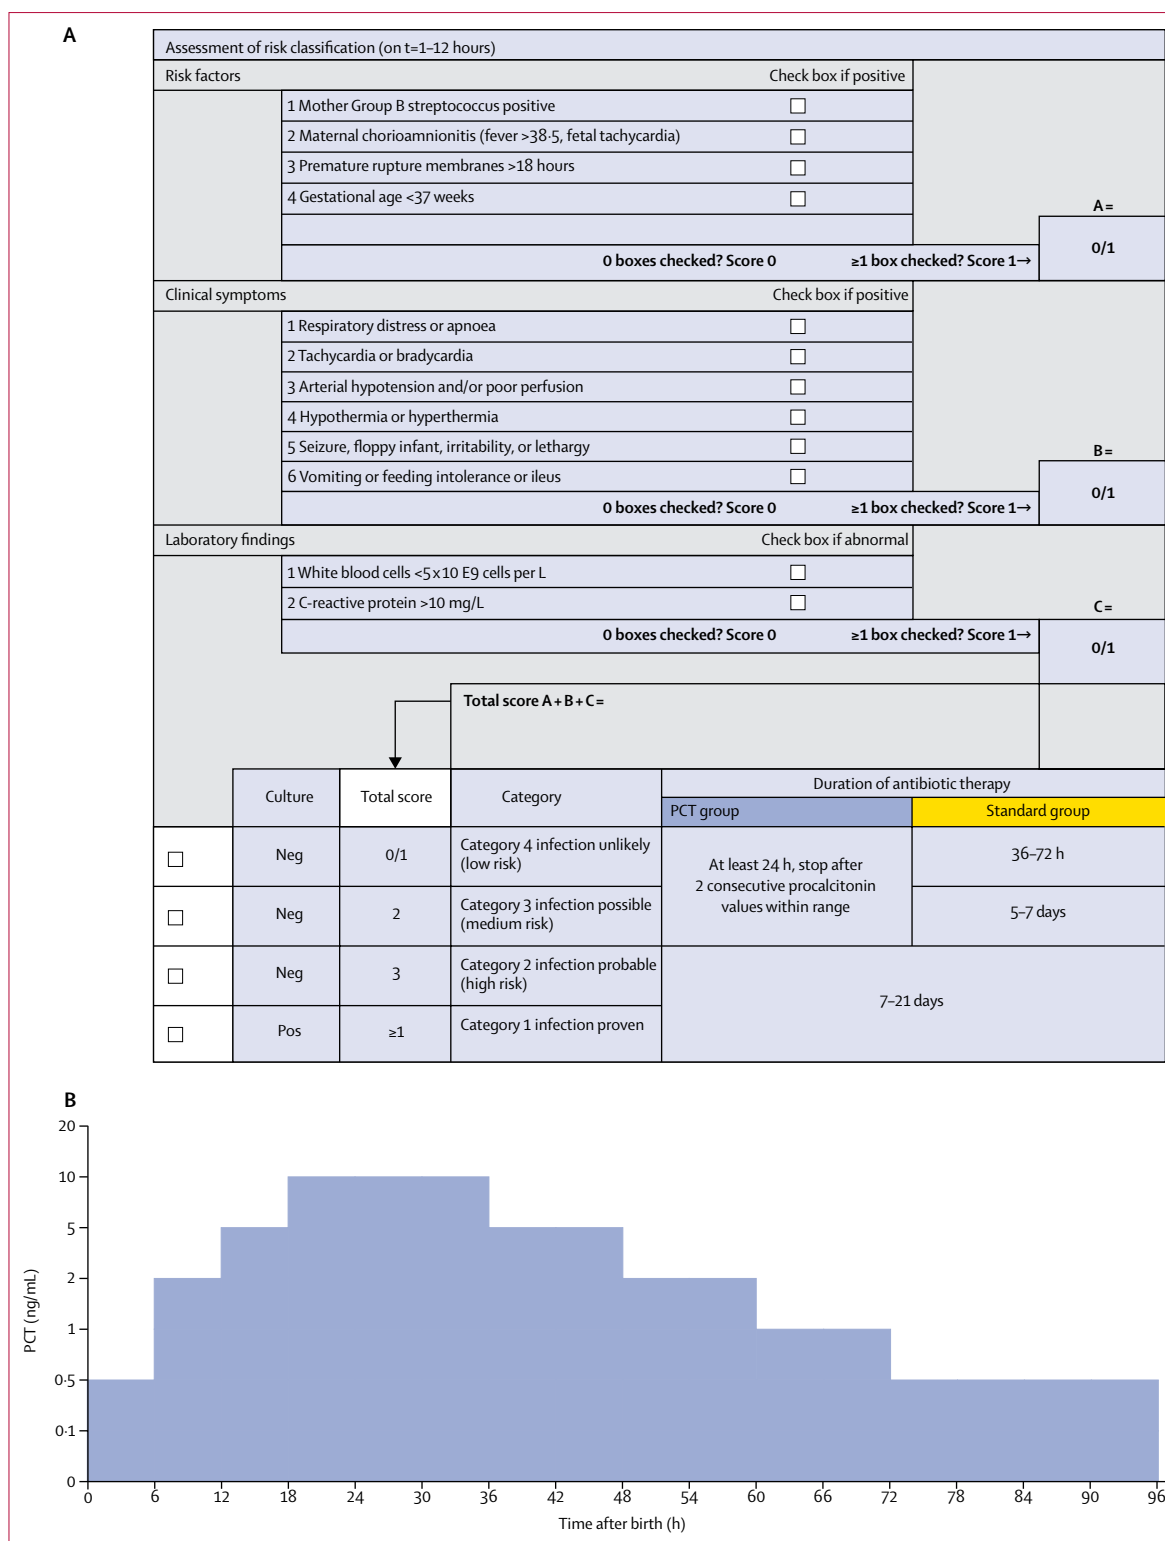 A
Assessment of risk classification (on t=1–12 hours)
Risk factors Check box if positive
1 Mother Group B streptococcus positive
2 Maternal chorioamnionitis (fever >38·5, fetal tachycardia)
3 Premature rupture membranes >18 hours
4 Gestational age <37 weeks
A=
0/1
0 boxes checked? Score 0 ≥1 box checked? Score 1→
Clinical symptoms Check box if positive
1 Respiratory distress or apnoea
2 Tachycardia or bradycardia
3 Arterial hypotension and/or poor perfusion
4 Hypothermia or hyperthermia
5 Seizure, floppy infant, irritability, or lethargy
B=
6 Vomiting or feeding intolerance or ileus
0/1
0 boxes checked? Score 0 ≥1 box checked? Score 1→
Laboratory findings Check box if abnormal
1 White blood cells <5×10 E9 cells per L
2 C-reactive protein >10 mg/L
C=
0 boxes checked? Score 0 ≥1 box checked? Score 1→
0/1
Total score A+B+C=
Culture Total score Category Duration of antibiotic therapy
PCT group Standard group
Neg 0/1 Category 4 infection unlikely
(low risk)
At least 24 h, stop after
2 consecutive procalcitonin
values within range
36–72 h
Neg 2 Category 3 infection possible
(medium risk)
5–7 days
Neg 3 Category 2 infection probable
(high risk)
7–21 days
Pos ≥1 Category 1 infection proven
B
20
10
5
2
1
0·5
0·1
0
PCT (ng/mL)
0 6 12 18 24 30 36 42 48 54 60 66 72 78 84 90 96
Time after birth (h)